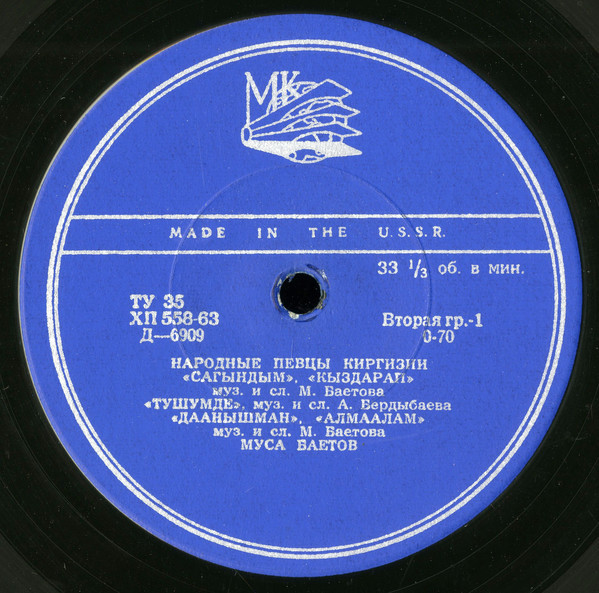 МК
MADE IN THE U.S.S.R.
33 1/3 об. в мин.
ТУ 35
ХП 558-63
Д—6909
Вторая гр.-1
0-70
НАРОДНЫЕ ПЕВЦЫ КИРГИЗИИ
«САГЫНДЫМ», «КЫЗДАРАЙ»
муз. и сл. М. Баетова
«ТУШУМДЕ», муз. и сл. А. Бердыбаева
«ДААНЫШМАН», «АЛМААЛАМ»
муз. и сл. М. Баетова
МУСА БАЕТОВ